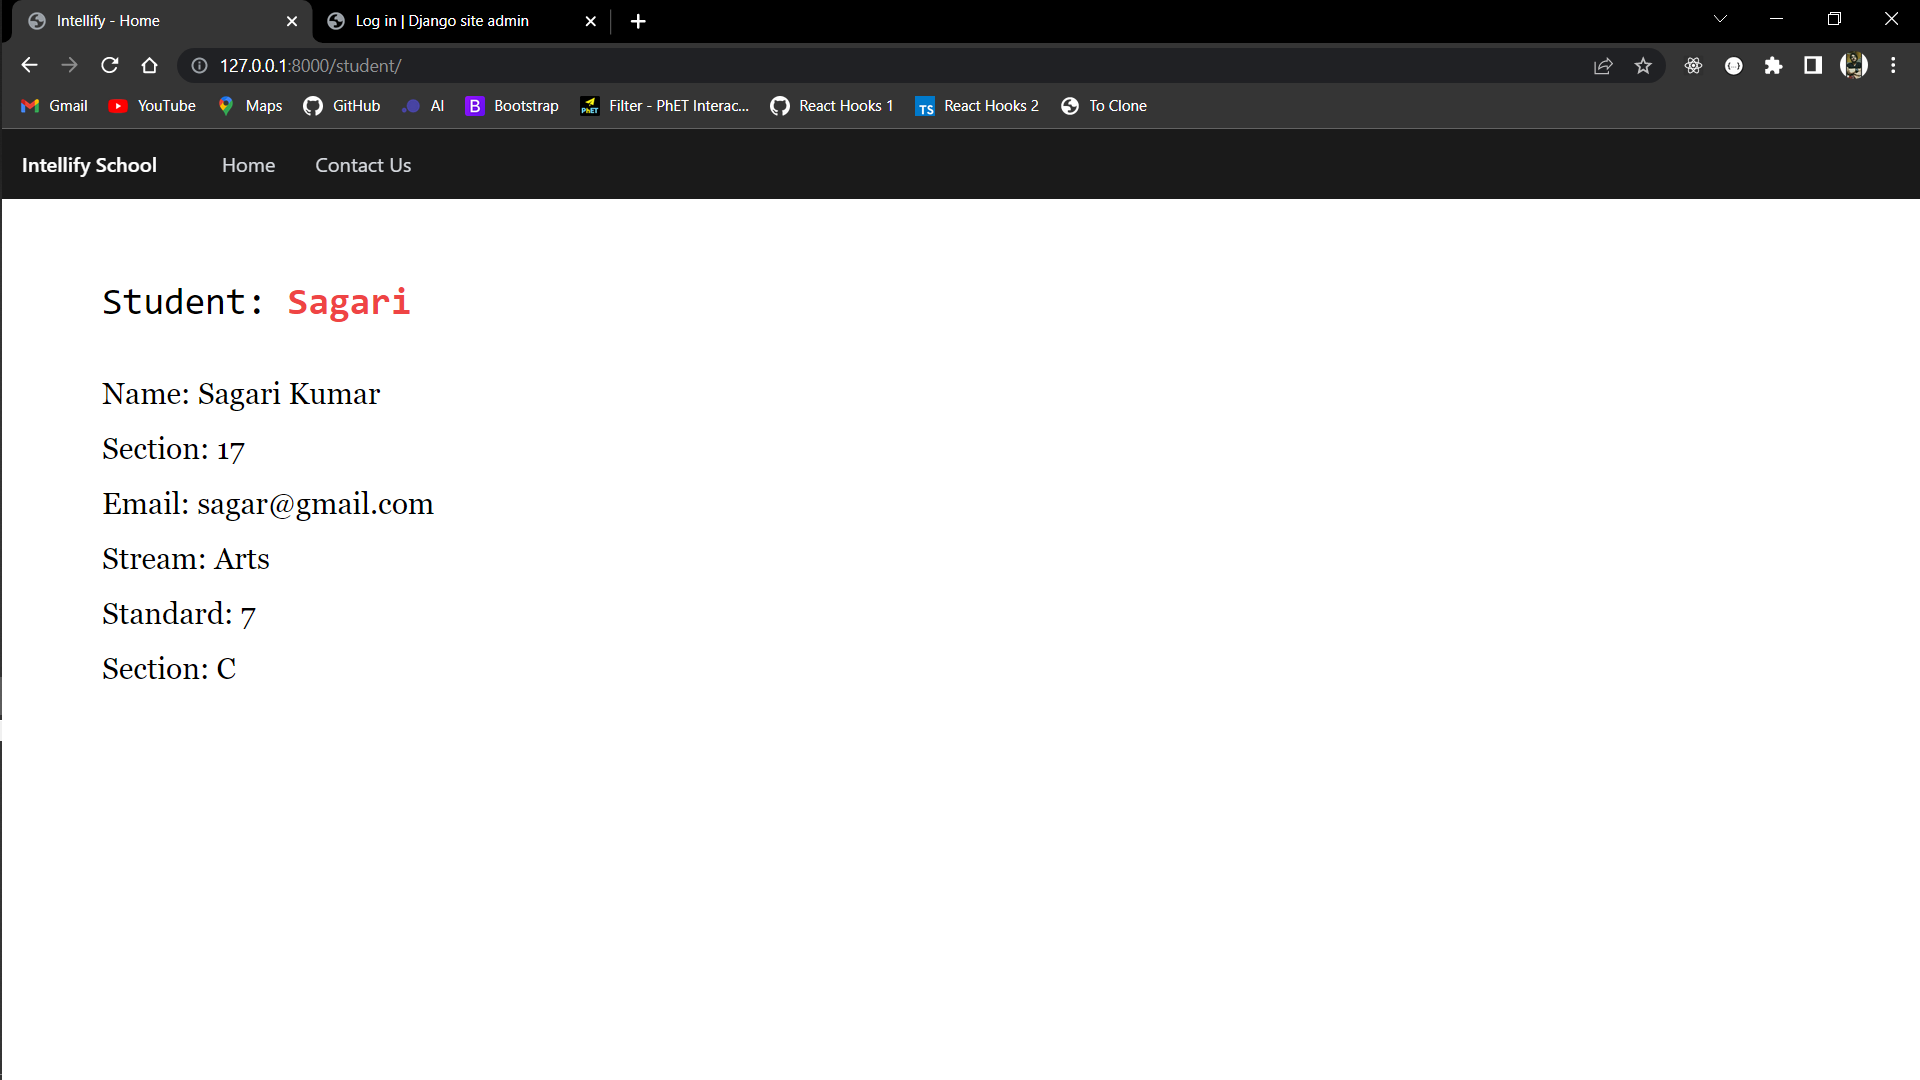 Intellify - Home
Log in | Django site admin
127.0.0.1:8000/student/
Gmail YouTube Maps GitHub AI Bootstrap Filter - PhET Interac... React Hooks 1 React Hooks 2 To Clone
Intellify School Home Contact Us
Student: Sagari
Name: Sagari Kumar
Section: 17
Email: sagar@gmail.com
Stream: Arts
Standard: 7
Section: C